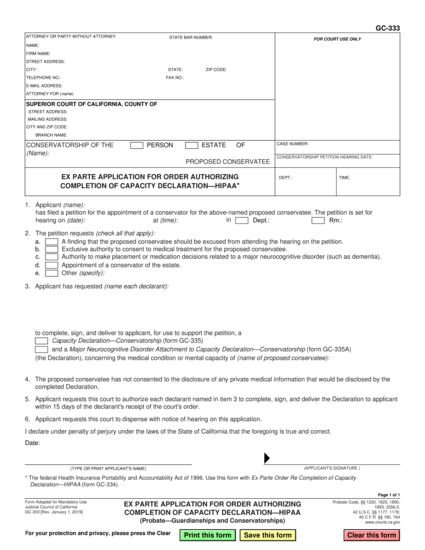 GC-333
ATTORNEY OR PARTY WITHOUT ATTORNEY STATE BAR NUMBER:
NAME:
FIRM NAME:
STREET ADDRESS:
CITY: STATE: ZIP CODE:
TELEPHONE NO.: FAX NO.:
E-MAIL ADDRESS:
ATTORNEY FOR (name):
FOR COURT USE ONLY
SUPERIOR COURT OF CALIFORNIA, COUNTY OF
STREET ADDRESS:
MAILING ADDRESS:
CITY AND ZIP CODE:
BRANCH NAME:
CONSERVATORSHIP OF THE PERSON ESTATE OF
(Name):
PROPOSED CONSERVATEE
CASE NUMBER:
CONSERVATORSHIP PETITION HEARING DATE:
EX PARTE APPLICATION FOR ORDER AUTHORIZING
COMPLETION OF CAPACITY DECLARATION—HIPAA*
DEPT.: TIME:
1. Applicant (name):
has filed a petition for the appointment of a conservator for the above-named proposed conservatee. The petition is set for
hearing on (date): at (time): in Dept.: Rm.:
2. The petition requests (check all that apply):
a. A finding that the proposed conservatee should be excused from attending the hearing on the petition.
b. Exclusive authority to consent to medical treatment for the proposed conservatee.
c. Authority to make placement or medication decisions related to a major neurocognitive disorder (such as dementia).
d. Appointment of a conservator of the estate.
e. Other (specify):
3. Applicant has requested (name each declarant):
to complete, sign, and deliver to applicant, for use to support the petition, a
Capacity Declaration—Conservatorship (form GC-335)
and a Major Neurocognitive Disorder Attachment to Capacity Declaration—Conservatorship (form GC-335A)
(the Declaration), concerning the medical condition or mental capacity of (name of proposed conservatee):
4. The proposed conservatee has not consented to the disclosure of any private medical information that would be disclosed by the
completed Declaration.
5. Applicant requests this court to authorize each declarant named in item 3 to complete, sign, and deliver the Declaration to applicant
within 15 days of the declarant's receipt of the court's order.
6. Applicant requests this court to dispense with notice of hearing on this application.
I declare under penalty of perjury under the laws of the State of California that the foregoing is true and correct.
Date:
(TYPE OR PRINT APPLICANT'S NAME) (APPLICANT'S SIGNATURE )
* The federal Health Insurance Portability and Accountability Act of 1996. Use this form with Ex Parte Order Re Completion of Capacity
Declaration—HIPAA (form GC-334).
Page 1 of 1
Form Adopted for Mandatory Use
Judicial Council of California
GC-333 [Rev. January 1, 2019]
EX PARTE APPLICATION FOR ORDER AUTHORIZING
COMPLETION OF CAPACITY DECLARATION—HIPAA
(Probate—Guardianships and Conservatorships)
Probate Code, §§ 1220, 1825, 1890,
1893, 2356.5;
42 U.S.C. §§ 1177, 1178;
45 C.F.R. §§ 160, 164
www.courts.ca.gov
For your protection and privacy, please press the Clear
Print this form Save this form Clear this form